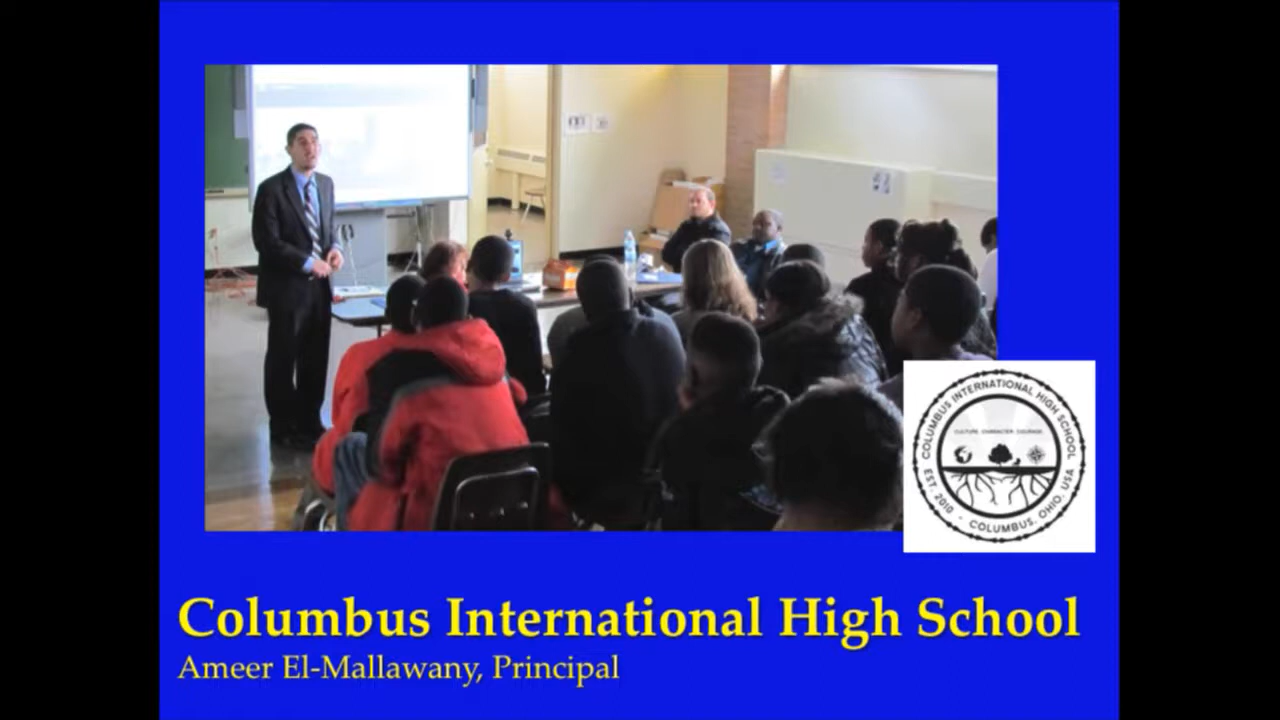 COLUMBUS INTERNATIONAL HIGH SCHOOL
CULTURE. CHARACTER. COURAGE.
EST. 2010 - COLUMBUS, OHIO, USA
Columbus International High School
Ameer El-Mallawany, Principal